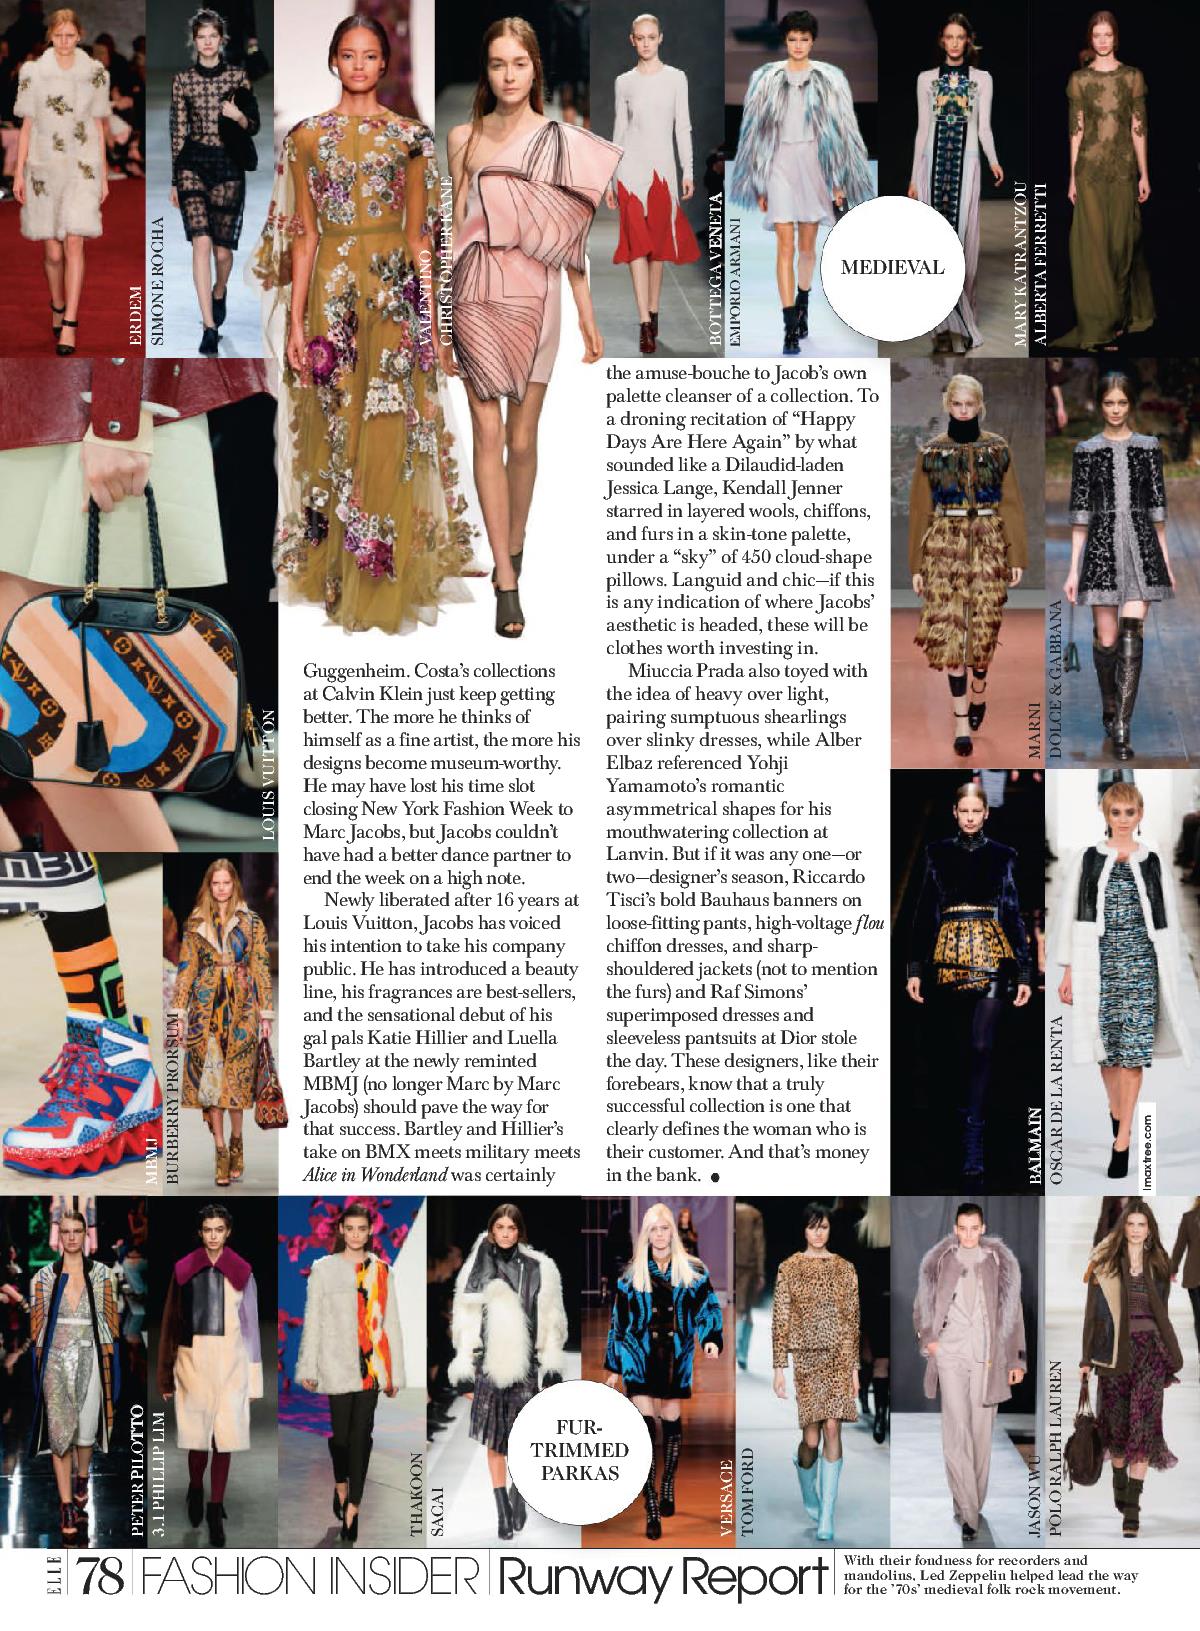 ERDEM
SIMONE ROCHA
VALENTINO
CHRISTOPHER KANE
BOTTEGA VENETA
EMPORIO ARMANI
MEDIEVAL
MARY KATRANTZOU
ALBERTA FERRETTI
LOUIS VUITTON
MARNI
DOLCE & GABBANA
MBMJ
BURBERRY PRORSUM
BALMAIN
OSCAR DE LA RENTA
Imaxtree.com
Guggenheim. Costa’s collections
at Calvin Klein just keep getting
better. The more he thinks of
himself as a fine artist, the more his
designs become museum-worthy.
He may have lost his time slot
closing New York Fashion Week to
Marc Jacobs, but Jacobs couldn’t
have had a better dance partner to
end the week on a high note.
Newly liberated after 16 years at
Louis Vuitton, Jacobs has voiced
his intention to take his company
public. He has introduced a beauty
line, his fragrances are best-sellers,
and the sensational debut of his
gal pals Katie Hillier and Luella
Bartley at the newly reminted
MBMJ (no longer Marc by Marc
Jacobs) should pave the way for
that success. Bartley and Hillier’s
take on BMX meets military meets
Alice in Wonderland was certainly
the amuse-bouche to Jacob’s own
palette cleanser of a collection. To
a droning recitation of “Happy
Days Are Here Again” by what
sounded like a Dilaudid-laden
Jessica Lange, Kendall Jenner
starred in layered wools, chiffons,
and furs in a skin-tone palette,
under a “sky” of 450 cloud-shape
pillows. Languid and chic—if this
is any indication of where Jacobs’
aesthetic is headed, these will be
clothes worth investing in.
Miuccia Prada also toyed with
the idea of heavy over light,
pairing sumptuous shearlings
over slinky dresses, while Alber
Elbaz referenced Yohji
Yamamoto’s romantic
asymmetrical shapes for his
mouthwatering collection at
Lanvin. But if it was any one—or
two—designer’s season, Riccardo
Tisci’s bold Bauhaus banners on
loose-fitting pants, high-voltage flou
chiffon dresses, and sharp-
shouldered jackets (not to mention
the furs) and Raf Simons’
superimposed dresses and
sleeveless pantsuits at Dior stole
the day. These designers, like their
forebears, know that a truly
successful collection is one that
clearly defines the woman who is
their customer. And that’s money
in the bank. ●
PETER PILOTTO
3.1 PHILLIP LIM
THAKOON
SACAI
FUR-
TRIMMED
PARKAS
VERSACE
TOM FORD
JASON WU
POLO RALPH LAUREN
ELLE
78 FASHION INSIDER Runway Report
With their fondness for recorders and
mandolins, Led Zeppelin helped lead the way
for the ’70s’ medieval folk rock movement.